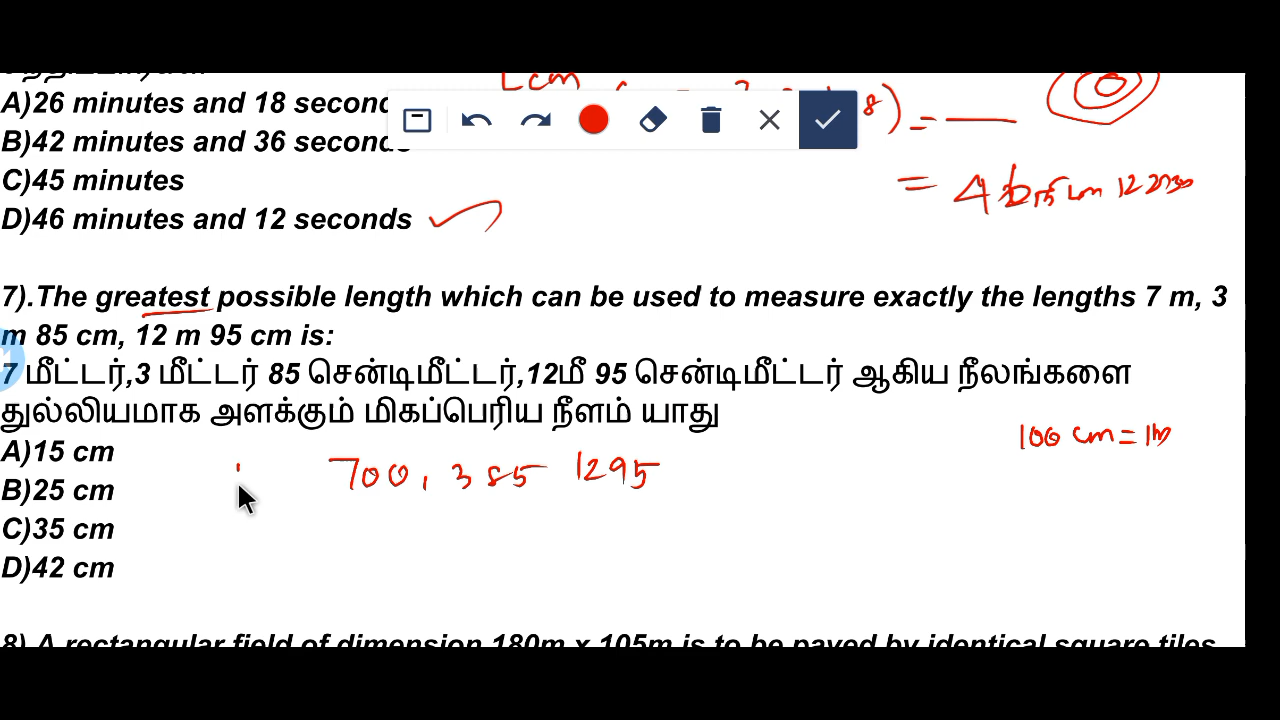 A)26 minutes and 18 second
B)42 minutes and 36 seconds
8) =
C)45 minutes
= 4
12
D)46 minutes and 12 seconds
7).The greatest possible length which can be used to measure exactly the lengths 7 m, 3
m 85 cm, 12 m 95 cm is:
7 மீட்டர்,3 மீட்டர் 85 சென்டிமீட்டர்,12மீ 95 சென்டிமீட்டர் ஆகிய நீலங்களை
துல்லியமாக அளக்கும் மிகப்பெரிய நீளம் யாது
100 cm = 1m
A)15 cm
700, 385 1295
B)25 cm
C)35 cm
D)42 cm
8) A rectangular field of dimension 180m x 105m is to be paved by identical square tiles